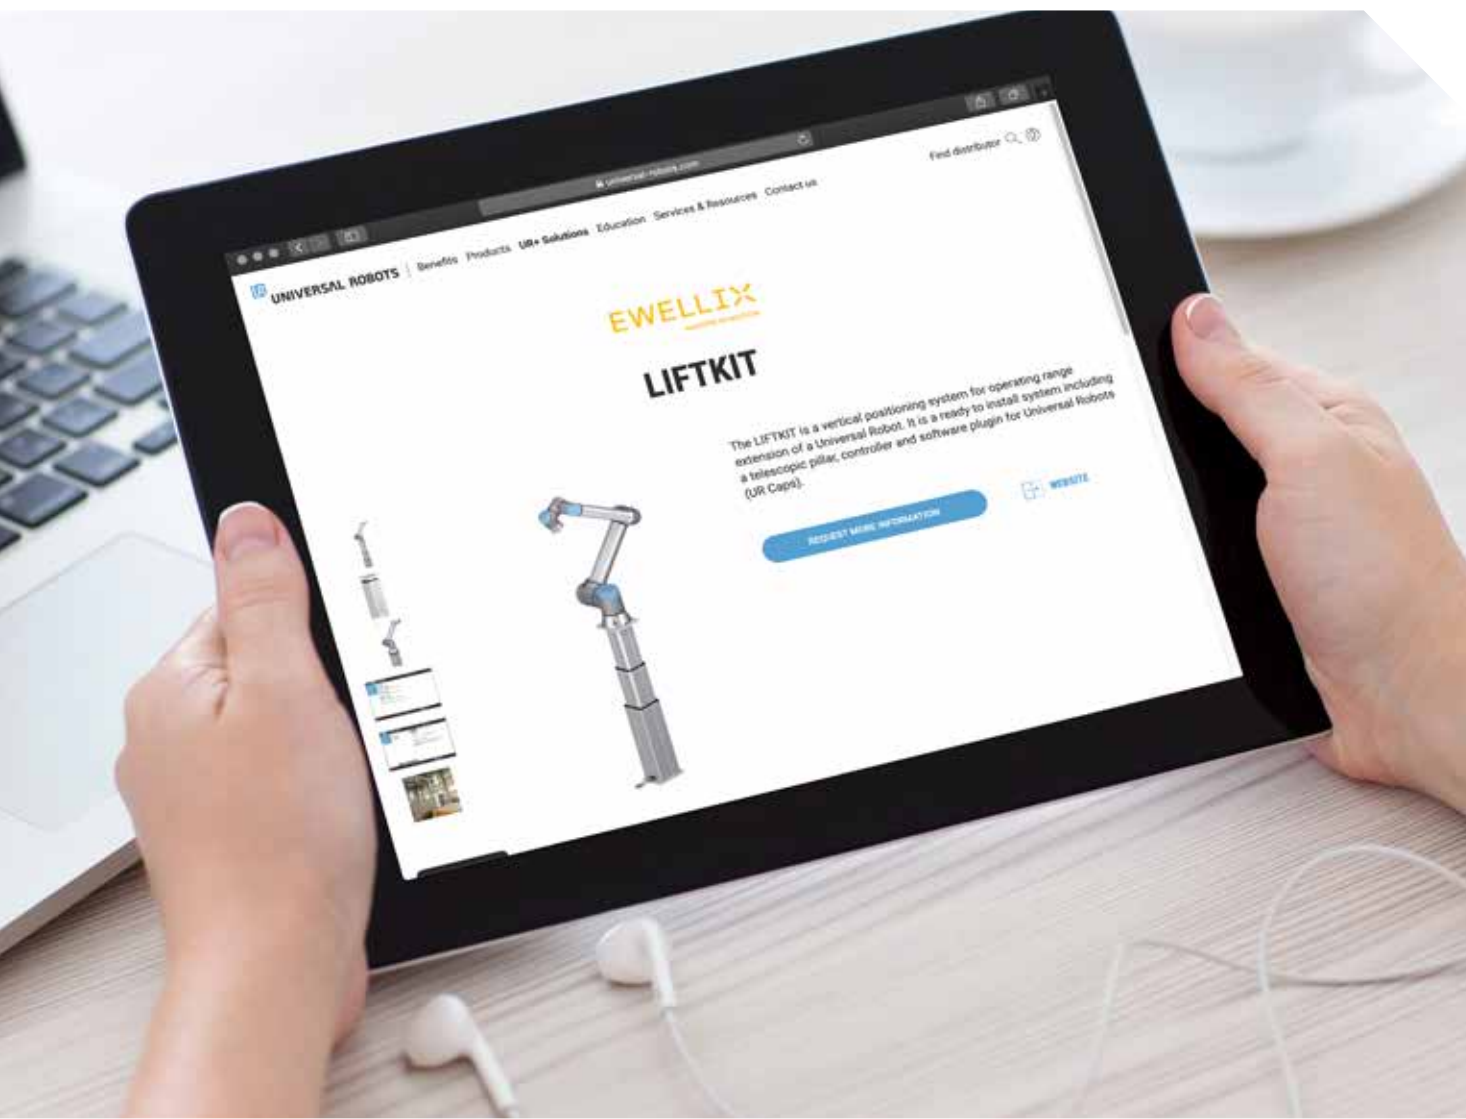 universal-robots.com
Find distributor
UNIVERSAL ROBOTS Benefits Products UR+ Solutions Education Services & Resources Contact us
EWELLIX
LIFTKIT
The LIFTKIT is a vertical positioning system for operating range
extension of a Universal Robot. It is a ready to install system including
a telescopic pillar, controller and software plugin for Universal Robots
(UR Caps).
REQUEST MORE INFORMATION
WEBSITE